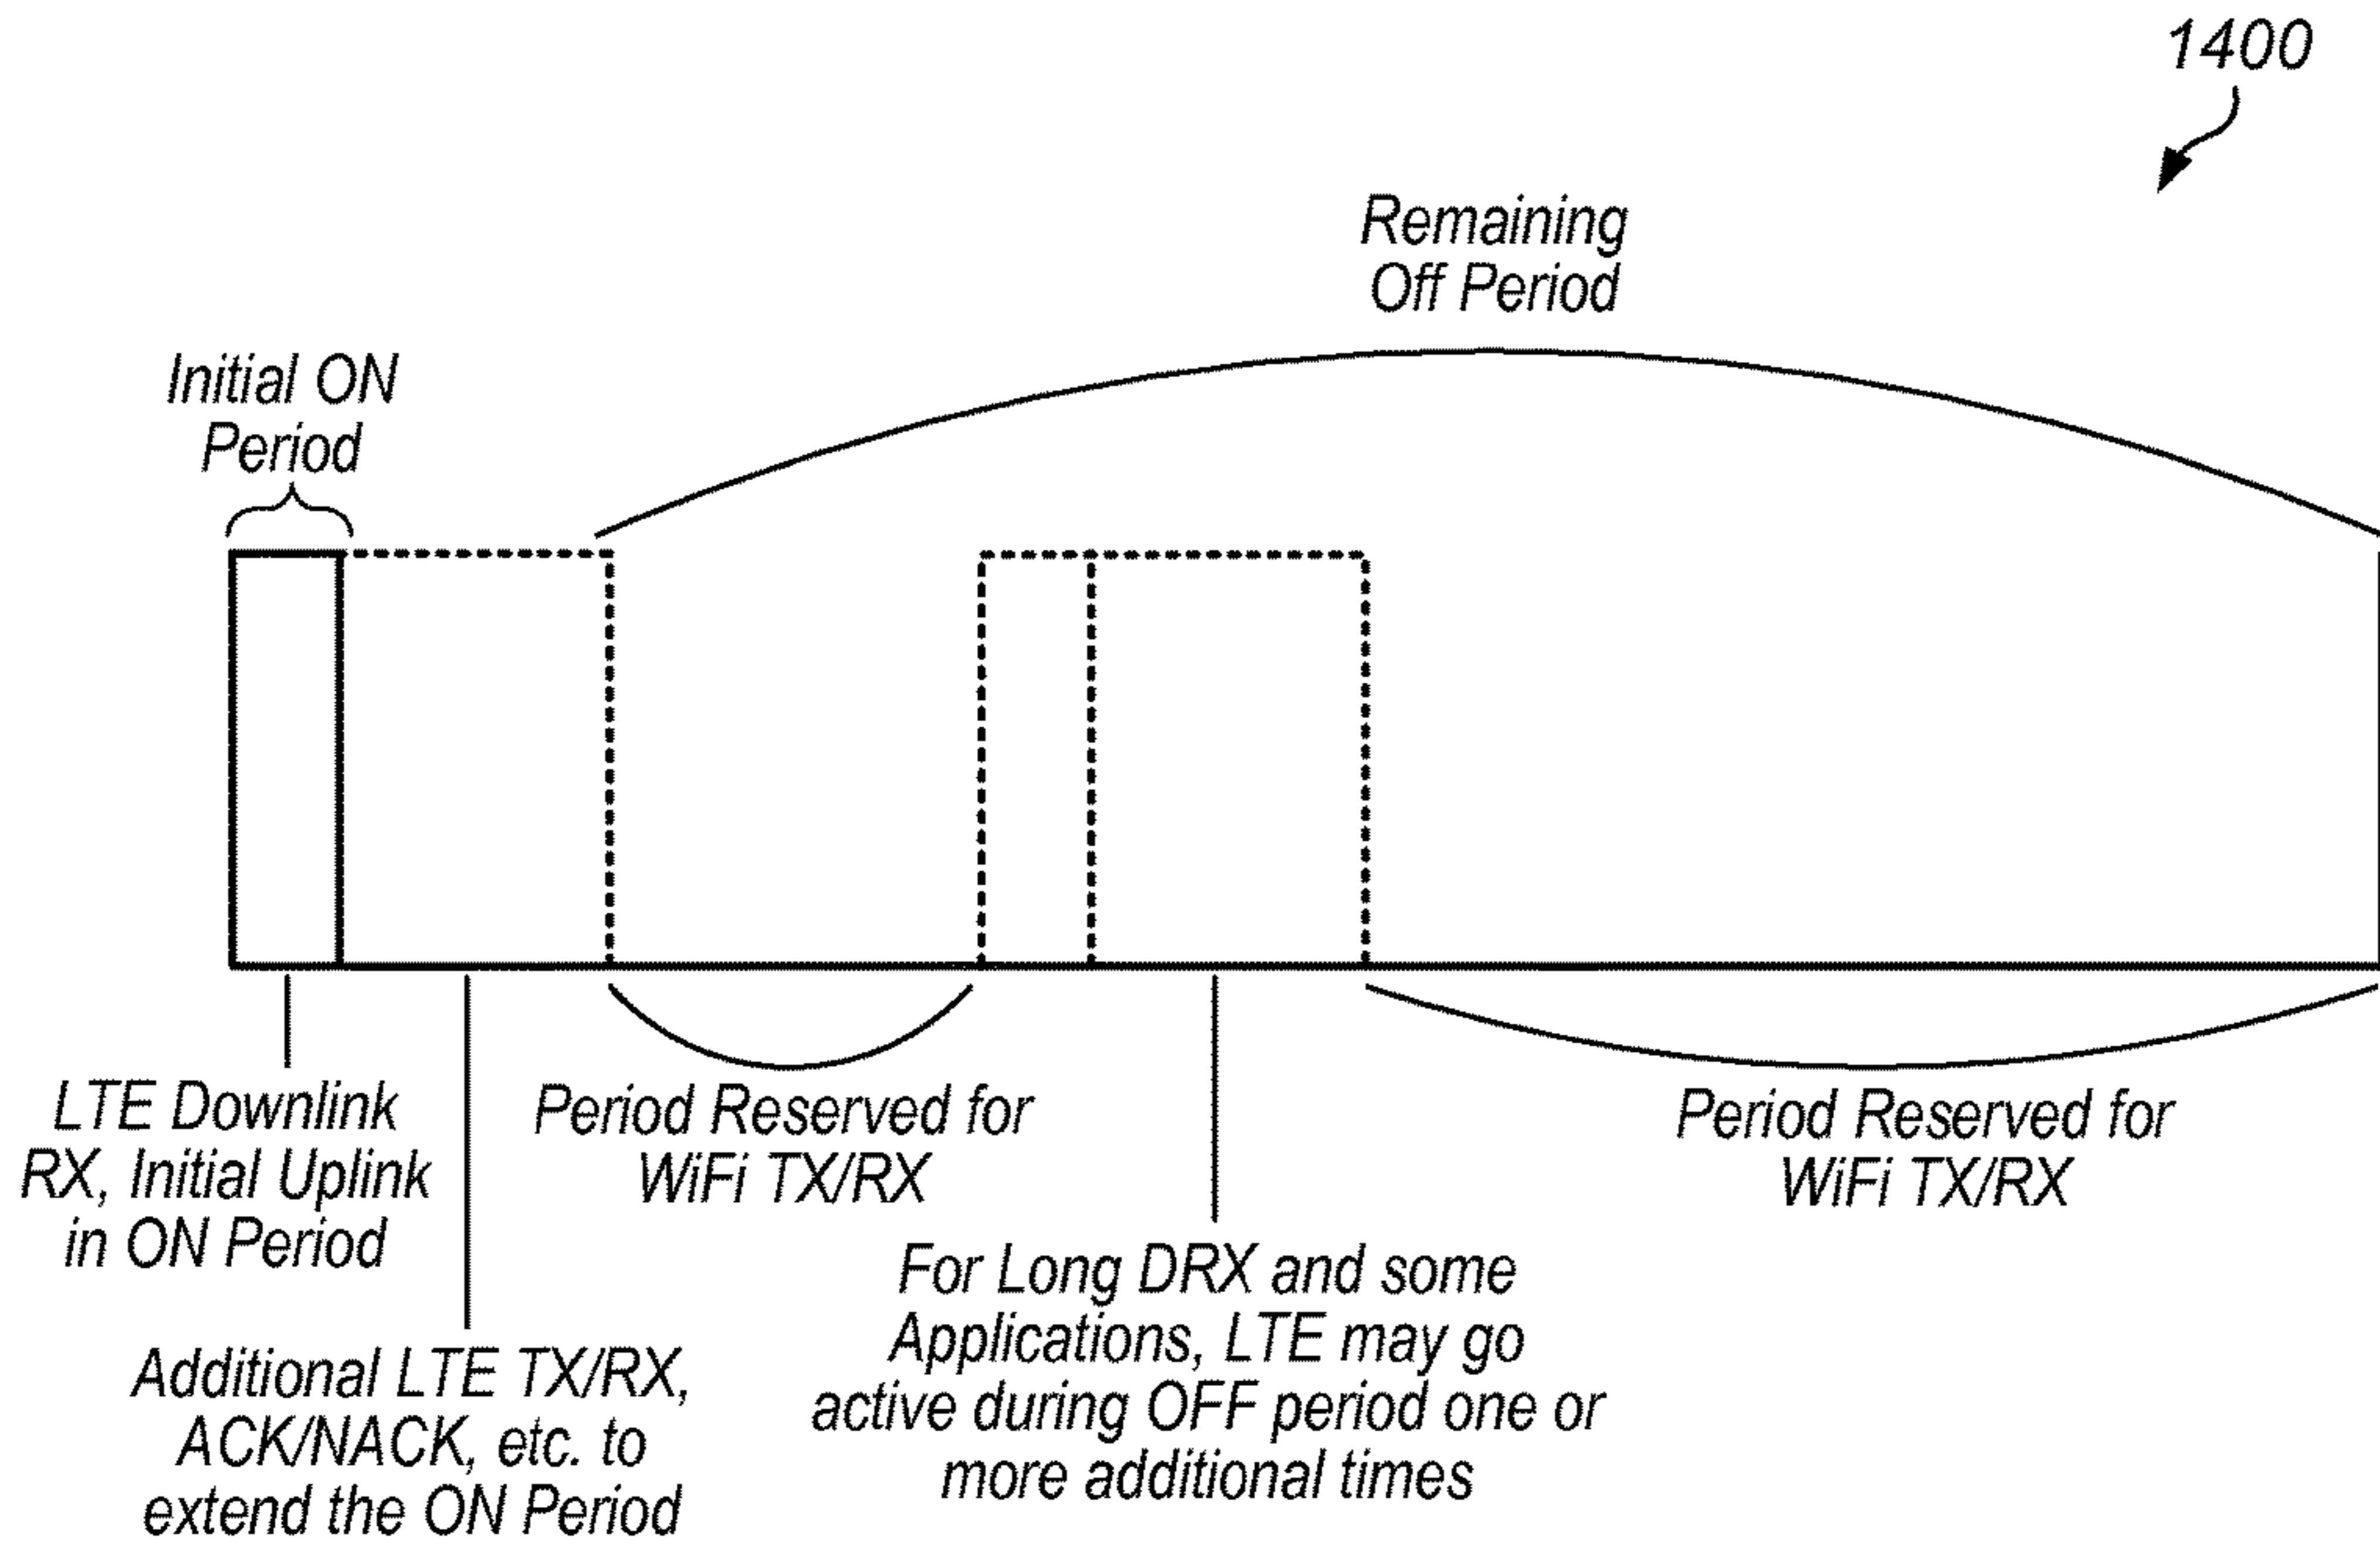 1400
Remaining
Off Period
Initial ON
Period
LTE Downlink
RX, Initial Uplink
in ON Period
Period Reserved for
WiFi TX/RX
Period Reserved for
WiFi TX/RX
For Long DRX and some
Applications, LTE may go
active during OFF period one or
more additional times
Additional LTE TX/RX,
ACK/NACK, etc. to
extend the ON Period